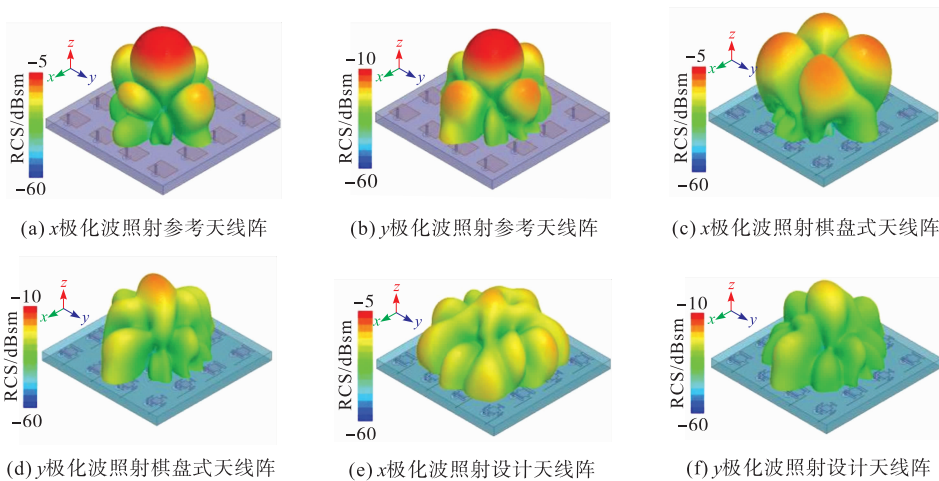 z
x
y
-5
RCS/dBsm
-60
(a) x极化波照射参考天线阵
z
x
y
-10
RCS/dBsm
-60
(b) y极化波照射参考天线阵
z
x
y
-5
RCS/dBsm
-60
(c) x极化波照射棋盘式天线阵
z
x
y
-10
RCS/dBsm
-60
(d) y极化波照射棋盘式天线阵
z
x
y
-5
RCS/dBsm
-60
(e) x极化波照射设计天线阵
z
x
y
-10
RCS/dBsm
-60
(f) y极化波照射设计天线阵